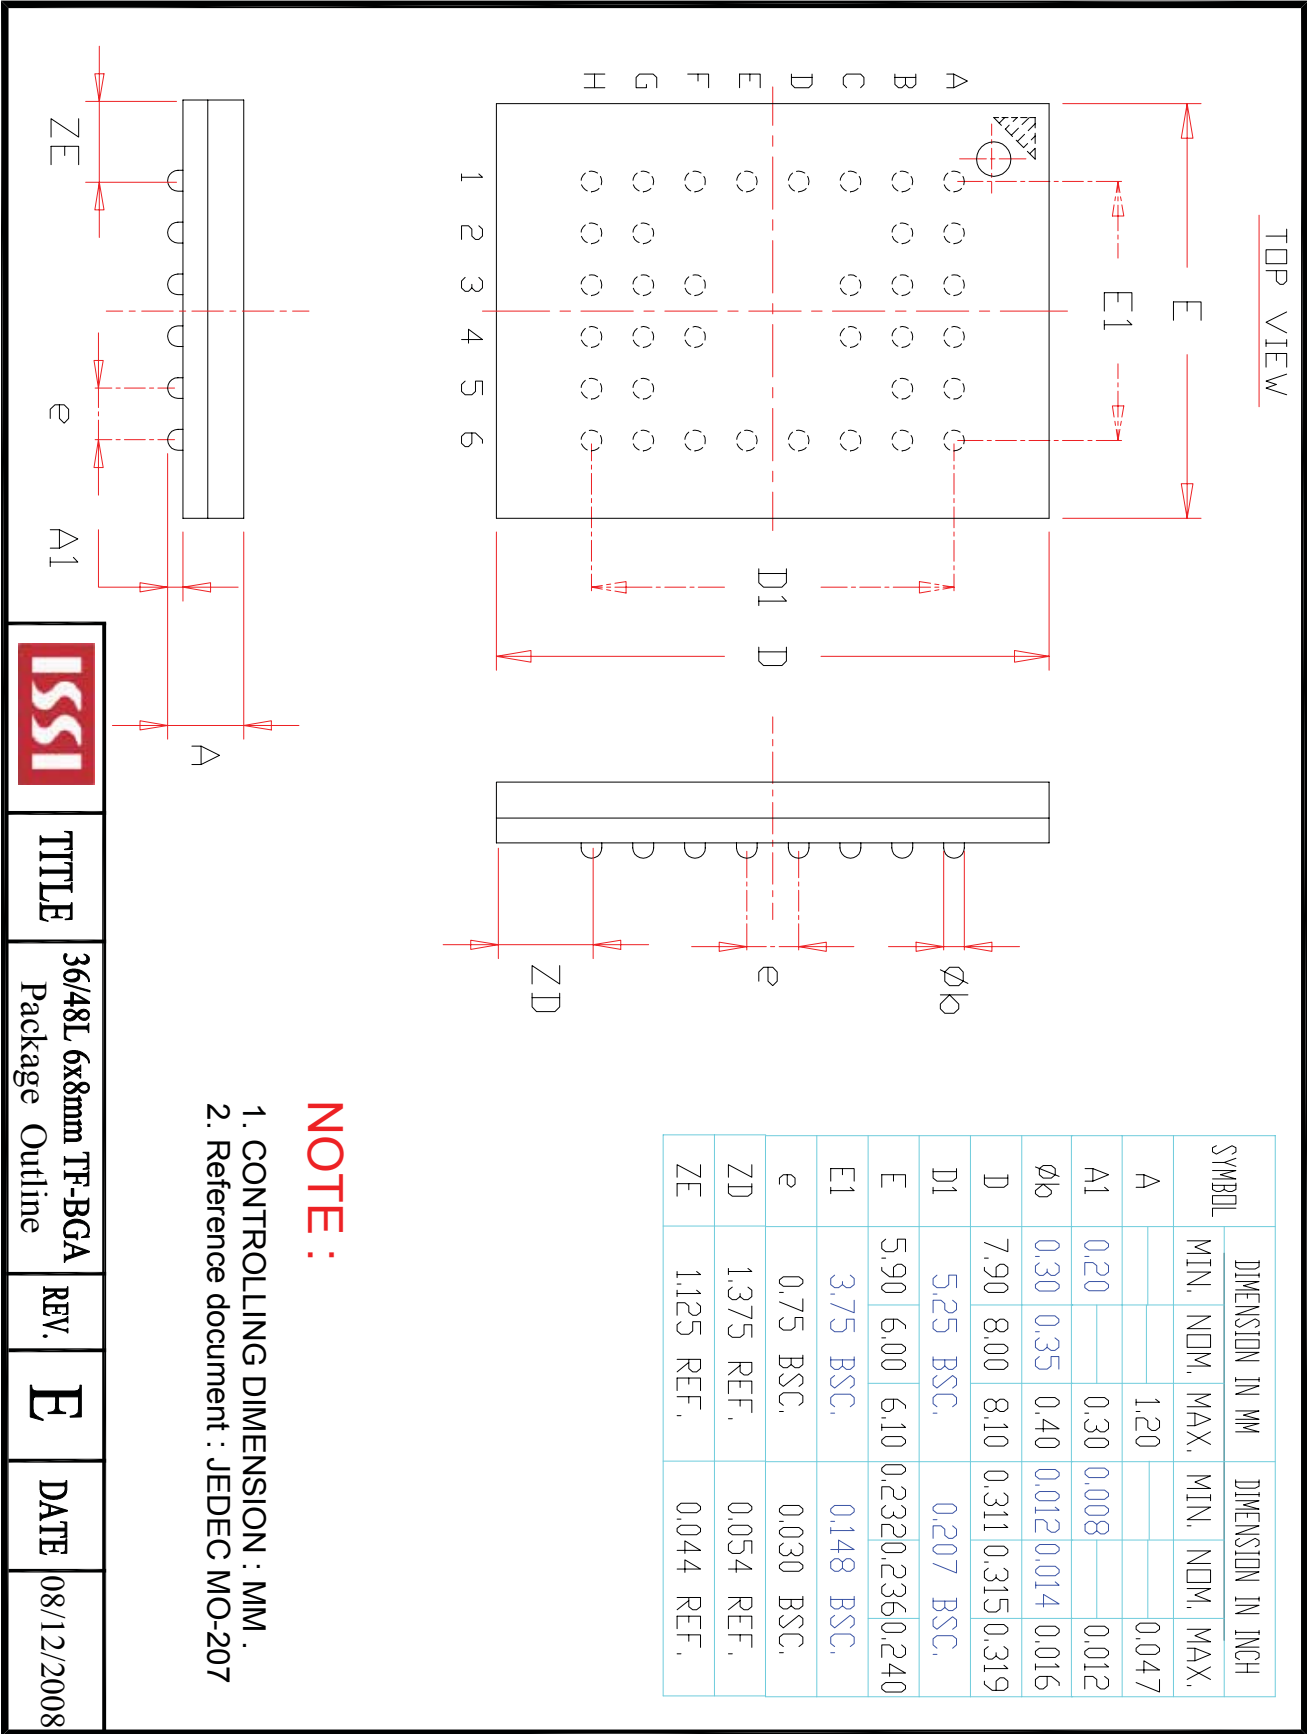 TOP VIEW
A B C D E F G H
1 2 3 4 5 6
E
E1
D1
D
ZE
e
A1
A
Øb
e
ZD
SYMBOL DIMENSION IN MM DIMENSION IN INCH
MIN. NOM. MAX. MIN. NOM. MAX.
A 1.20 0.047
A1 0.20 0.30 0.008 0.012
Øb 0.30 0.35 0.40 0.012 0.014 0.016
D 7.90 8.00 8.10 0.311 0.315 0.319
D1 5.25 BSC. 0.207 BSC.
E 5.90 6.00 6.10 0.232 0.236 0.240
E1 3.75 BSC. 0.148 BSC.
e 0.75 BSC. 0.030 BSC.
ZD 1.375 REF. 0.054 REF.
ZE 1.125 REF. 0.044 REF.
NOTE :
1. CONTROLLING DIMENSION : MM .
2. Reference document : JEDEC MO-207
ISSI
TITLE
36/48L 6x8mm TF-BGA
Package Outline
REV.
E
DATE
08/12/2008